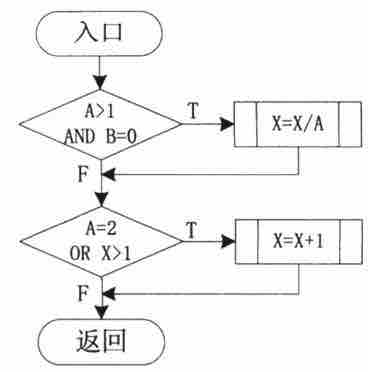 入口
A>1
AND B=0
T
X=X/A
F
A=2
OR X>1
T
X=X+1
F
返回